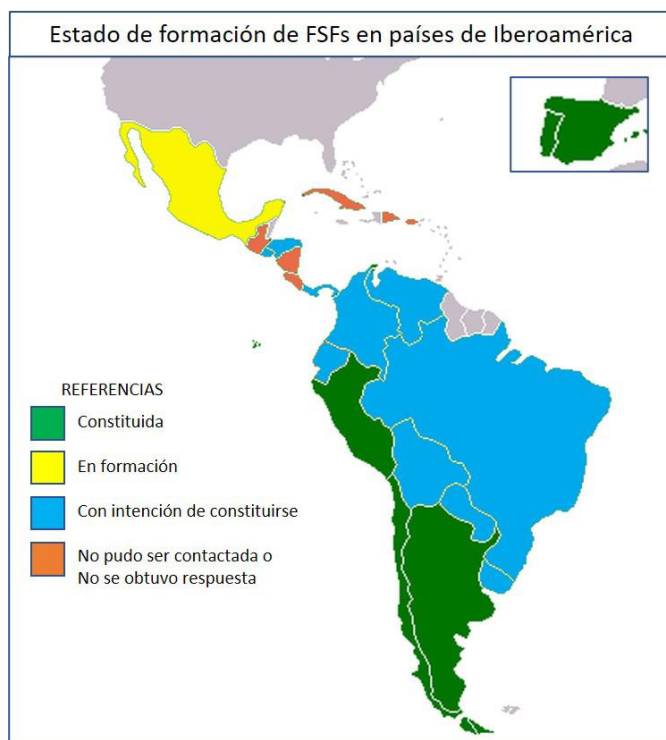 Estado de formación de FSFs en países de Iberoamérica
REFERENCIAS
Constituida
En formación
Con intención de constituirse
No pudo ser contactada o
No se obtuvo respuesta